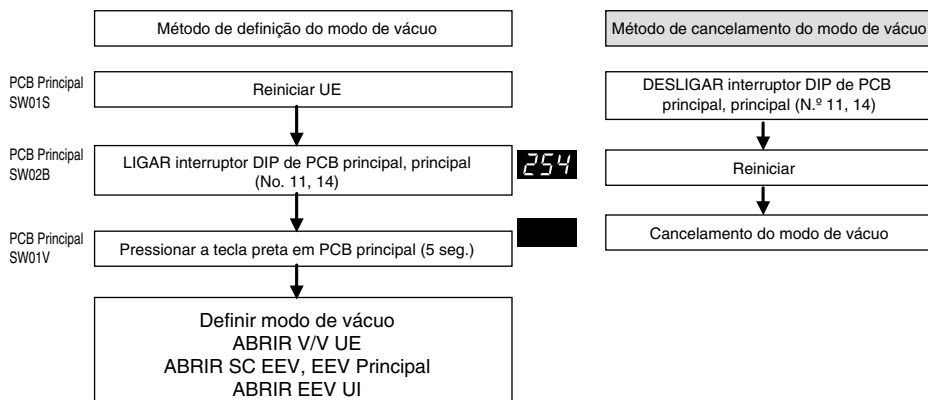 Método de definição do modo de vácuo
PCB Principal
SW01S
Reiniciar UE
PCB Principal
SW02B
LIGAR interruptor DIP de PCB principal, principal
(No. 11, 14)
254
PCB Principal
SW01V
Pressionar a tecla preta em PCB principal (5 seg.)
Definir modo de vácuo
ABRIR V/V UE
ABRIR SC EEV, EEV Principal
ABRIR EEV UI
Método de cancelamento do modo de vácuo
DESLIGAR interruptor DIP de PCB
principal, principal (N.º 11, 14)
Reiniciar
Cancelamento do modo de vácuo